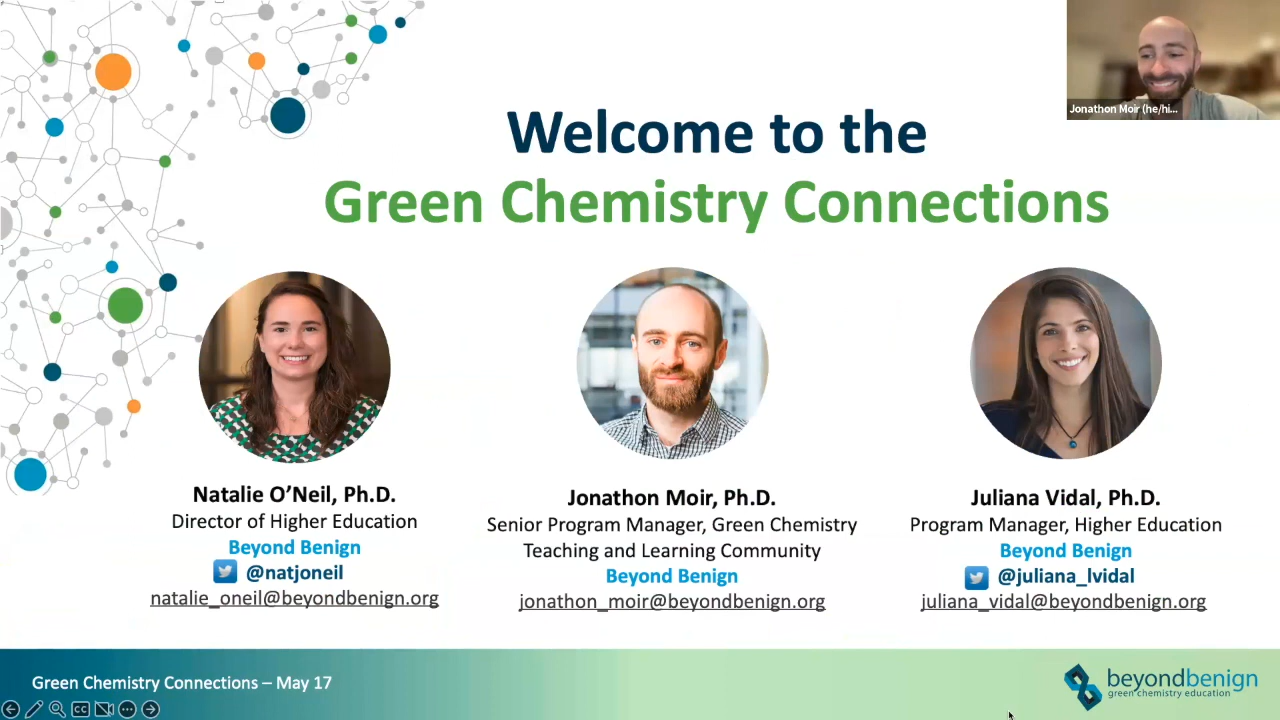 Jonathon Moir (he/hi...
Welcome to the
Green Chemistry Connections
Natalie O’Neil, Ph.D.
Director of Higher Education
Beyond Benign
@natjoneil
natalie_oneil@beyondbenign.org
Jonathon Moir, Ph.D.
Senior Program Manager, Green Chemistry
Teaching and Learning Community
Beyond Benign
jonathon_moir@beyondbenign.org
Juliana Vidal, Ph.D.
Program Manager, Higher Education
Beyond Benign
@juliana_lvidal
juliana_vidal@beyondbenign.org
Green Chemistry Connections – May 17
CC
beyondbenign
green chemistry education